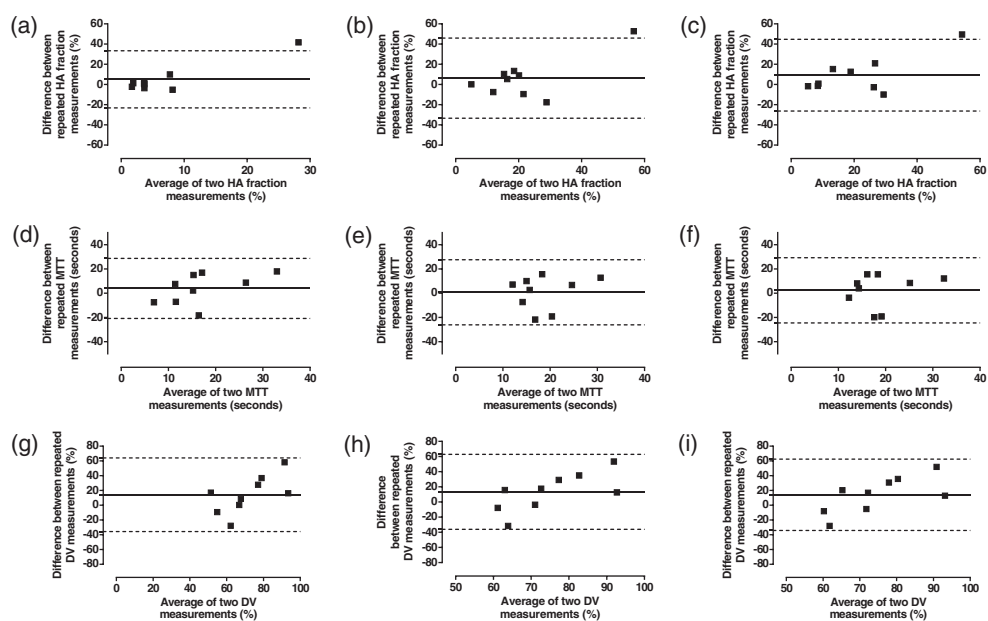 (a)
Difference between
repeated HA fraction
measurements (%)
60
40
20
0
-20
-40
-60
0 10 20 30
Average of two HA fraction
measurements (%)
(b)
Difference between
repeated HA fraction
measurements (%)
60
40
20
0
-20
-40
-60
0 20 40 60
Average of two HA fraction
measurements (%)
(c)
Difference between
repeated HA fraction
measurements (%)
60
40
20
0
-20
-40
-60
0 20 40 60
Average of two HA fraction
measurements (%)
(d)
Difference between
repeated MTT
measurements (seconds)
40
20
0
-20
-40
0 10 20 30 40
Average of two MTT
measurements (seconds)
(e)
Difference between
repeated MTT
measurements (seconds)
40
20
0
-20
-40
0 10 20 30 40
Average of two MTT
measurements (seconds)
(f)
Difference between
repeated MTT
measurements (seconds)
40
20
0
-20
-40
0 10 20 30 40
Average of two MTT
measurements (seconds)
(g)
Difference between repeated
DV measurements (%)
80
60
40
20
0
-20
-40
-60
-80
0 20 40 60 80 100
Average of two DV
measurements (%)
(h)
Difference
between repeated
DV measurements (%)
80
60
40
20
0
-20
-40
-60
-80
50 60 70 80 90 100
Average of two DV
measurements (%)
(i)
Difference between repeated
DV measurements (%)
80
60
40
20
0
-20
-40
-60
-80
50 60 70 80 90 100
Average of two DV
measurements (%)